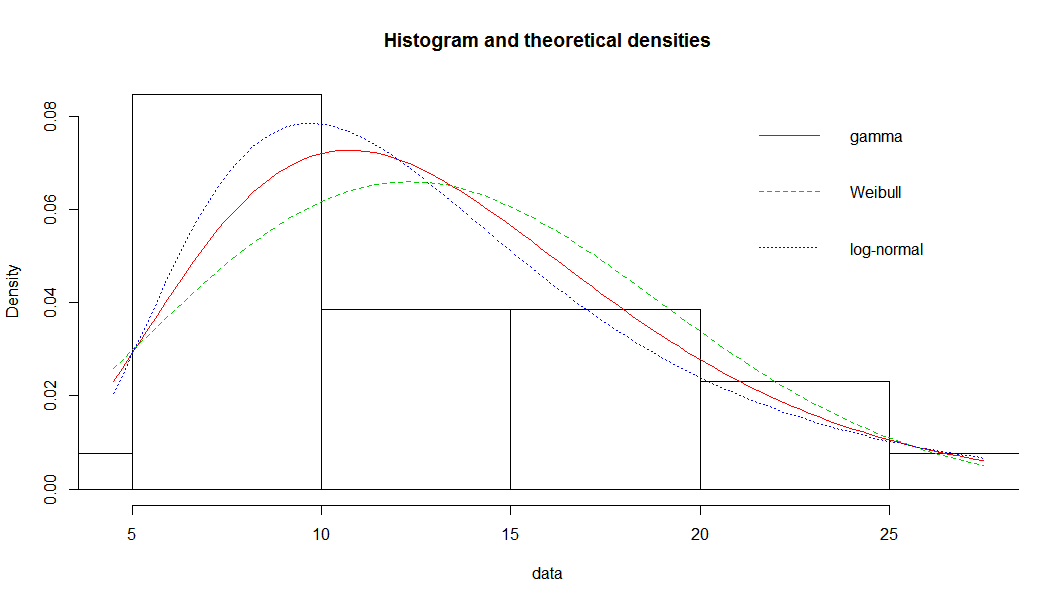 Histogram and theoretical densities
gamma
Weibull
log-normal
Density
0.08
0.06
0.04
0.02
0.00
5 10 15 20 25
data